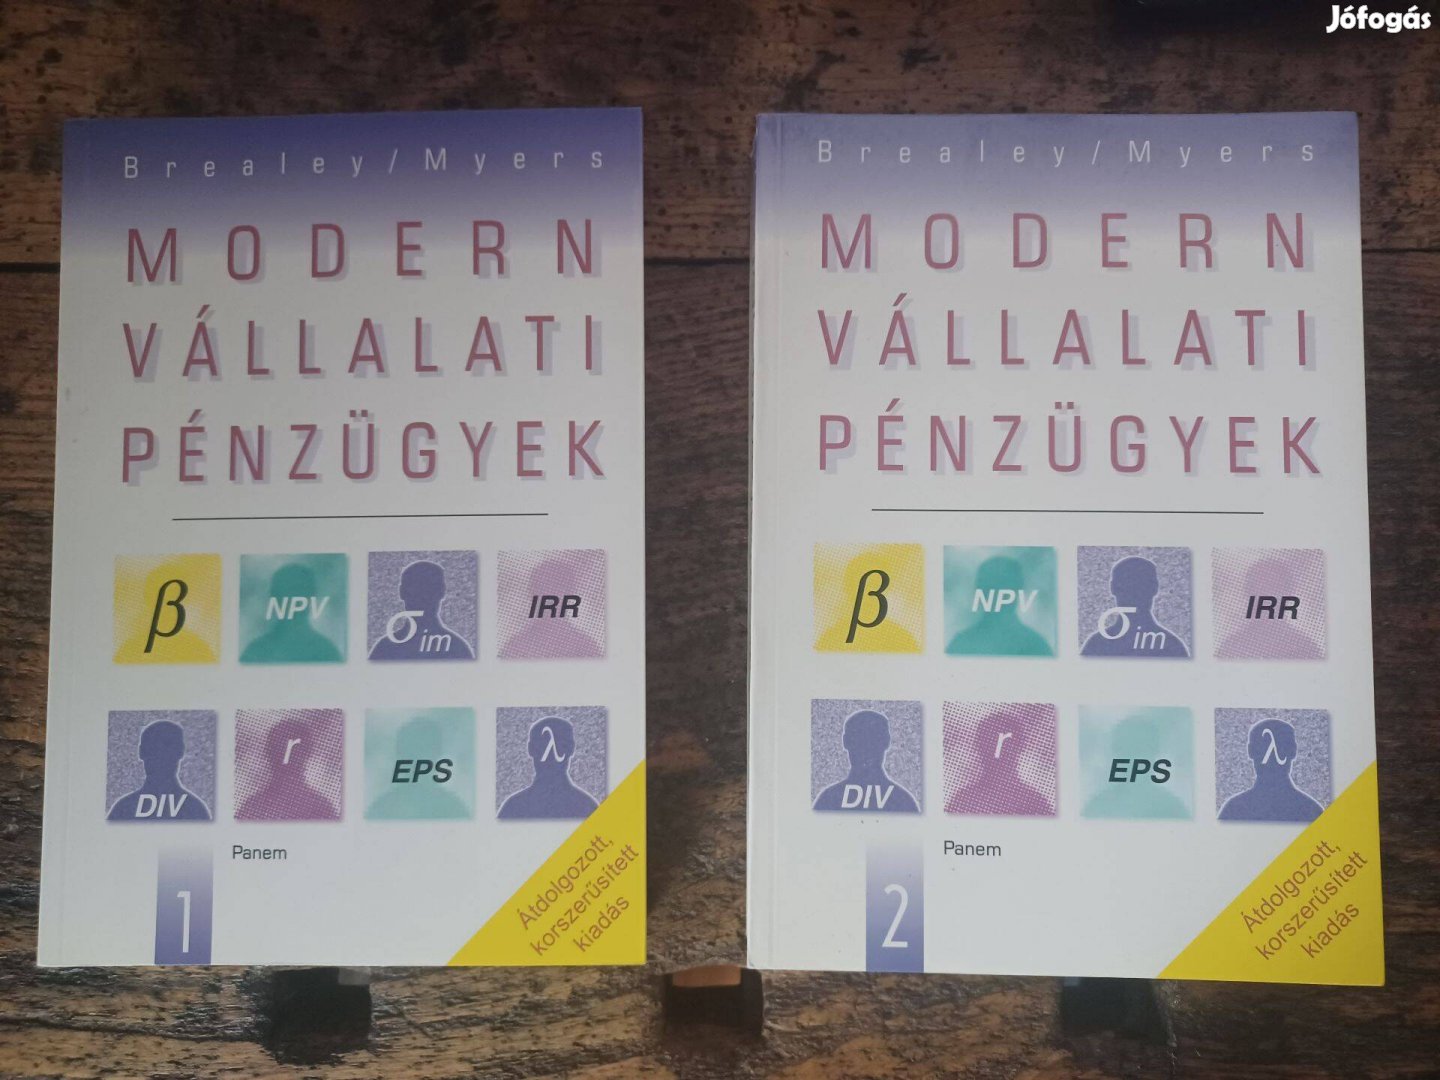 Jófogás
Brealey/Myers
MODERN
VÁLLALATI
PÉNZÜGYEK
β
NPV
σim
IRR
DIV
r
EPS
λ
Panem
1
Átdolgozott,
korszerűsített
kiadás
Brealey/Myers
MODERN
VÁLLALATI
PÉNZÜGYEK
β
NPV
σim
IRR
DIV
r
EPS
λ
Panem
2
Átdolgozott,
korszerűsített
kiadás